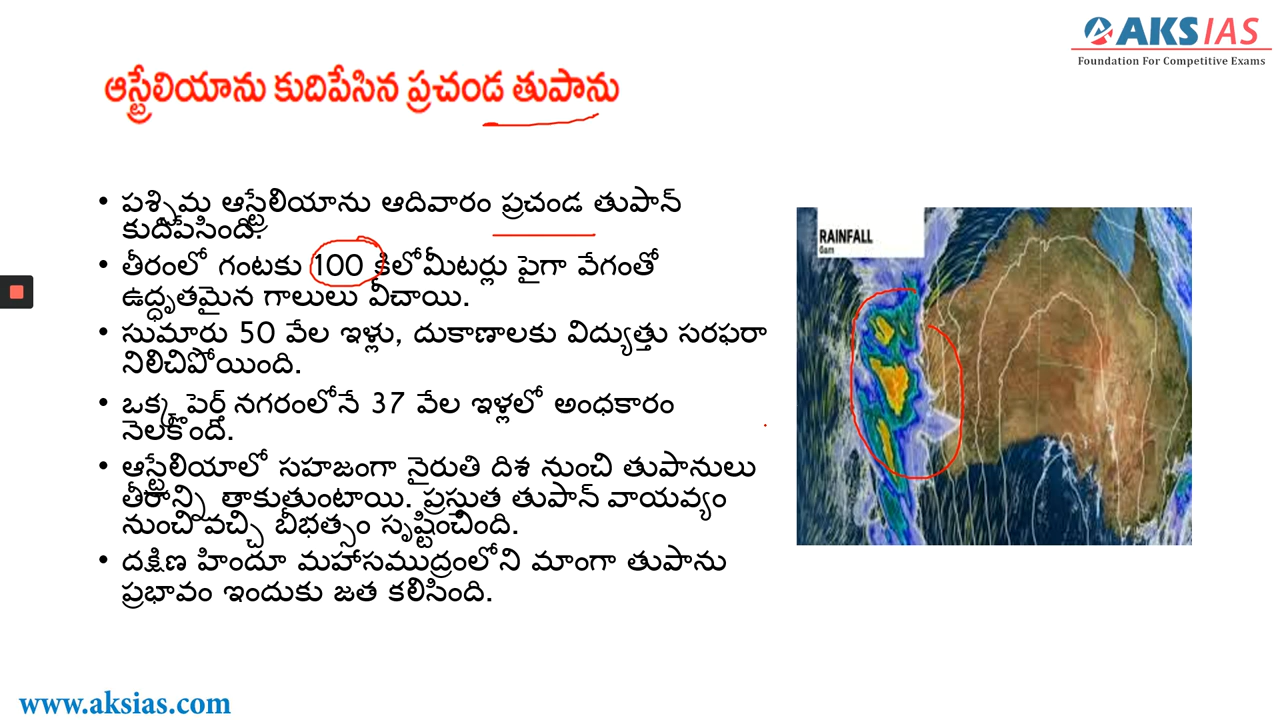 AKS IAS
Foundation For Competitive Exams
ఆస్ట్రేలియాను కుదిపేసిన ప్రచండ తుపాను
• పశ్చిమ ఆస్ట్రేలియాను ఆదివారం ప్రచండ తుపాన్
కుదిపేసింది.
• తీరంలో గంటకు 100 కిలోమీటర్లు పైగా వేగంతో
ఉద్ధృతమైన గాలులు వీచాయి.
• సుమారు 50 వేల ఇళ్లు, దుకాణాలకు విద్యుత్తు సరఫరా
నిలిచిపోయింది.
• ఒక్క పెర్త్ నగరంలోనే 37 వేల ఇళ్లలో అంధకారం
నెలకొంది.
• ఆస్ట్రేలియాలో సహజంగా నైరుతి దిశ నుంచి తుపానులు
తీరాన్ని తాకుతుంటాయి. ప్రస్తుత తుపాన్ వాయవ్యం
నుంచి వచ్చి బీభత్సం సృష్టించింది.
• దక్షిణ హిందూ మహాసముద్రంలోని మాంగా తుపాను
ప్రభావం ఇందుకు జత కలిసింది.
RAINFALL
6am
www.aksias.com